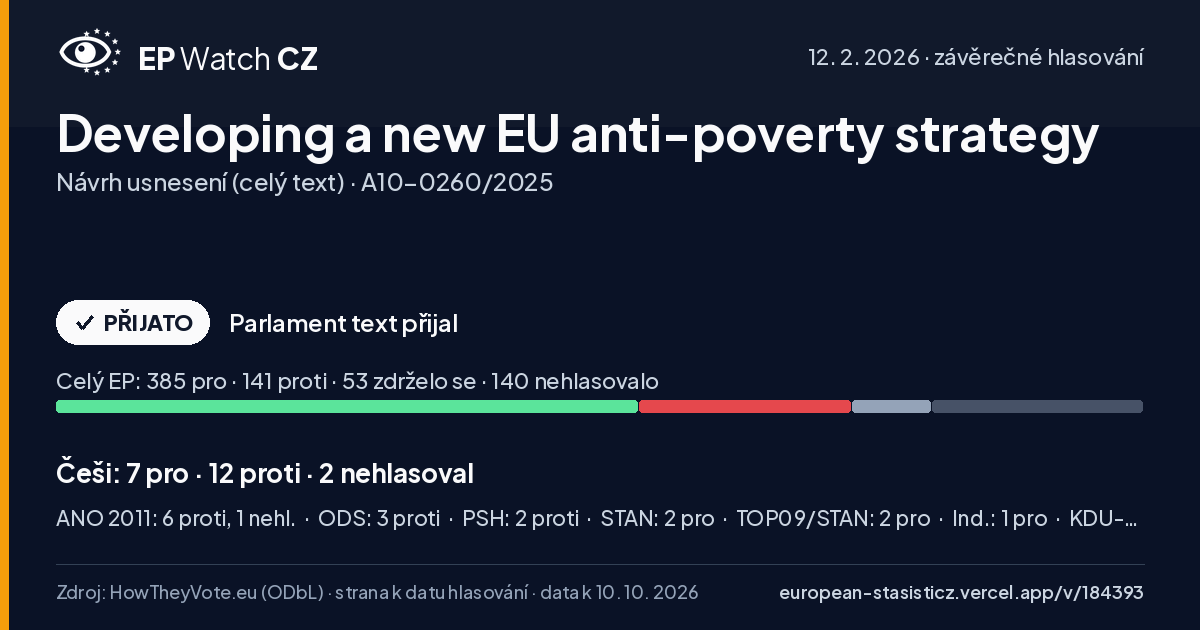 EP Watch CZ
12. 2. 2026 · závěrečné hlasování
Developing a new EU anti-poverty strategy
Návrh usnesení (celý text) · A10-0260/2025
✓ PŘIJATO Parlament text přijal
Celý EP: 385 pro · 141 proti · 53 zdrželo se · 140 nehlasovalo
Češi: 7 pro · 12 proti · 2 nehlasoval
ANO 2011: 6 proti, 1 nehl. · ODS: 3 proti · PSH: 2 proti · STAN: 2 pro · TOP09/STAN: 2 pro · Ind.: 1 pro · KDU-…
Zdroj: HowTheyVote.eu (ODbL) · strana k datu hlasování · data k 10. 10. 2026
european-stasisticz.vercel.app/v/184393